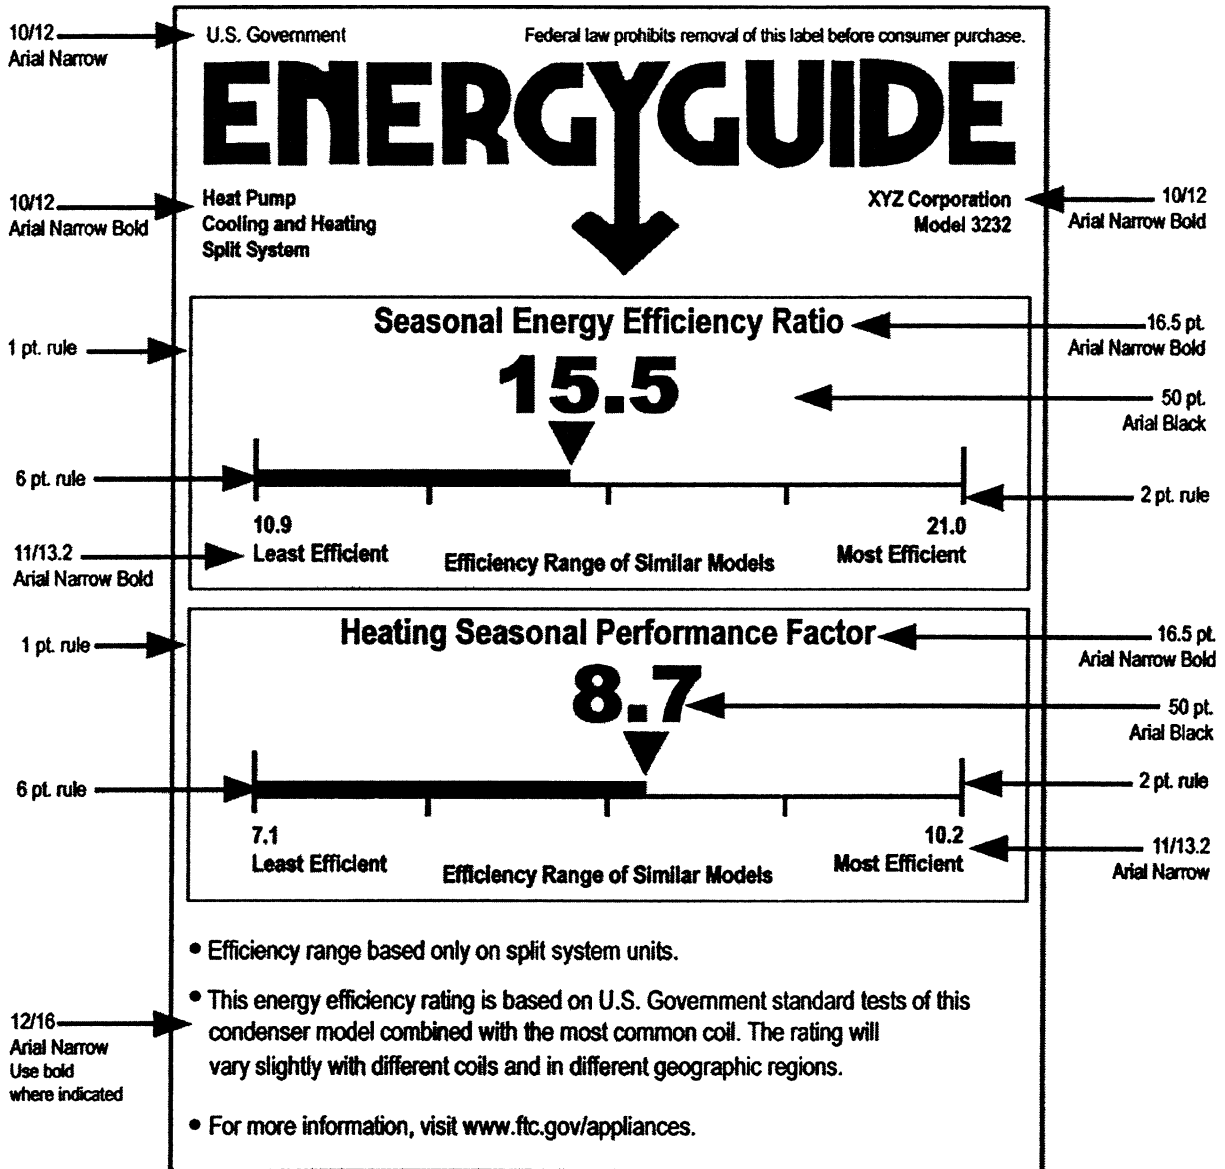 10/12
Arial Narrow
U.S. Government
Federal law prohibits removal of this label before consumer purchase.
ENERGYGUIDE
10/12
Arial Narrow Bold
Heat Pump
Cooling and Heating
Split System
XYZ Corporation
Model 3232
10/12
Arial Narrow Bold
1 pt. rule
Seasonal Energy Efficiency Ratio
16.5 pt.
Arial Narrow Bold
15.5
50 pt.
Arial Black
6 pt. rule
2 pt. rule
10.9
Least Efficient
Efficiency Range of Similar Models
21.0
Most Efficient
11/13.2
Arial Narrow Bold
1 pt. rule
Heating Seasonal Performance Factor
16.5 pt.
Arial Narrow Bold
8.7
50 pt.
Arial Black
6 pt. rule
2 pt. rule
7.1
Least Efficient
Efficiency Range of Similar Models
10.2
Most Efficient
11/13.2
Arial Narrow
• Efficiency range based only on split system units.
• This energy efficiency rating is based on U.S. Government standard tests of this
condenser model combined with the most common coil. The rating will
vary slightly with different coils and in different geographic regions.
12/16
Arial Narrow
Use bold
where indicated
• For more information, visit www.ftc.gov/appliances.